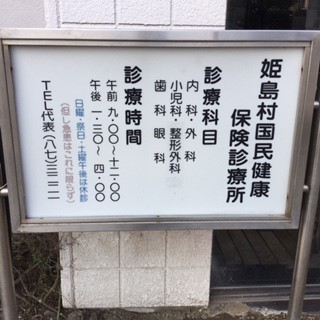 姫島村国民健康
保険診療所
診療科目
内科・外科
小児科・整形外科
歯科 眼科
診療時間
午前 九・〇〇〜十二・〇〇
午後 一・三〇〜四・〇〇
日曜・祭日・土曜午後は休診
(但し急患はこれに限らず)
TEL代表(八七)二二二一